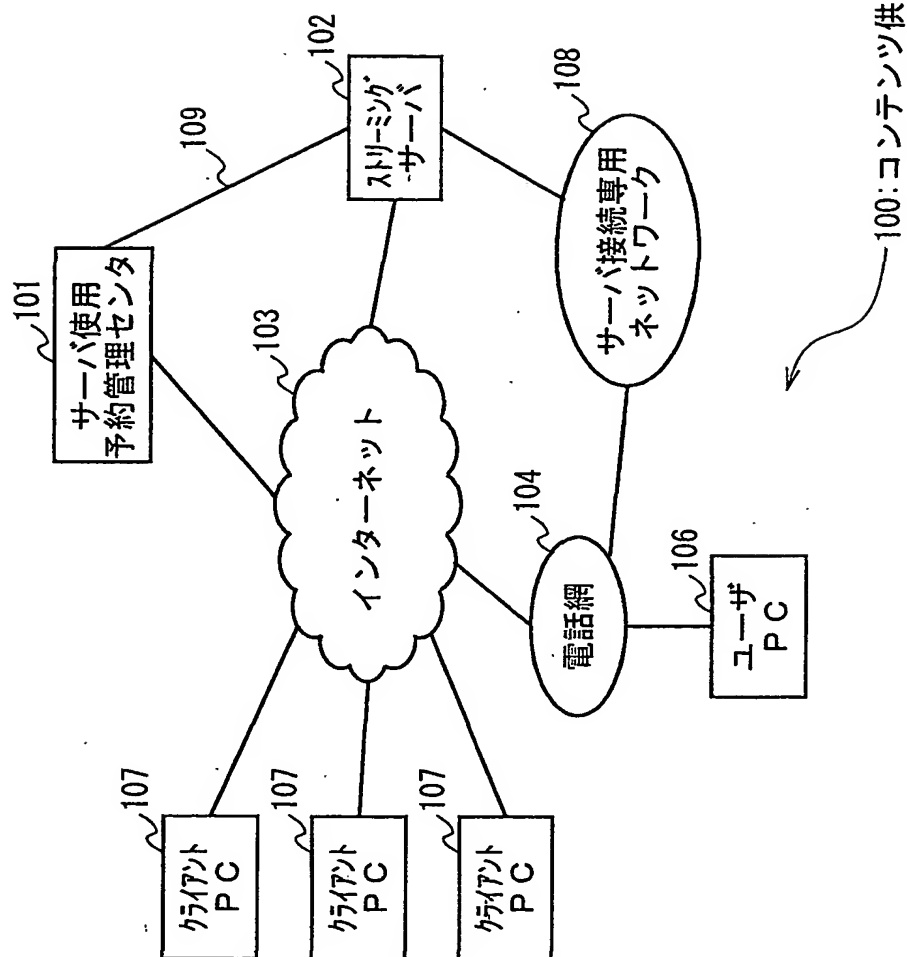 101
サーバ使用
予約管理センタ
109
102
ストリーミング
サーバ
103
インターネット
107
クライアント
PC
107
クライアント
PC
107
クライアント
PC
104
電話網
106
ユーザ
PC
108
サーバ接続専用
ネットワーク
100:コンテンツ供